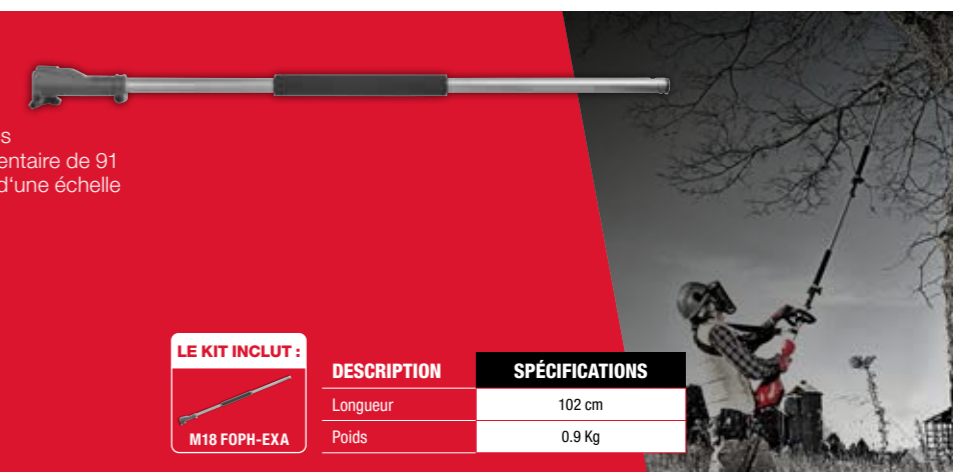 s
entaire de 91
d‘une échelle
LE KIT INCLUT :
M18 FOPH-EXA
DESCRIPTION SPÉCIFICATIONS
Longueur 102 cm
Poids 0.9 Kg